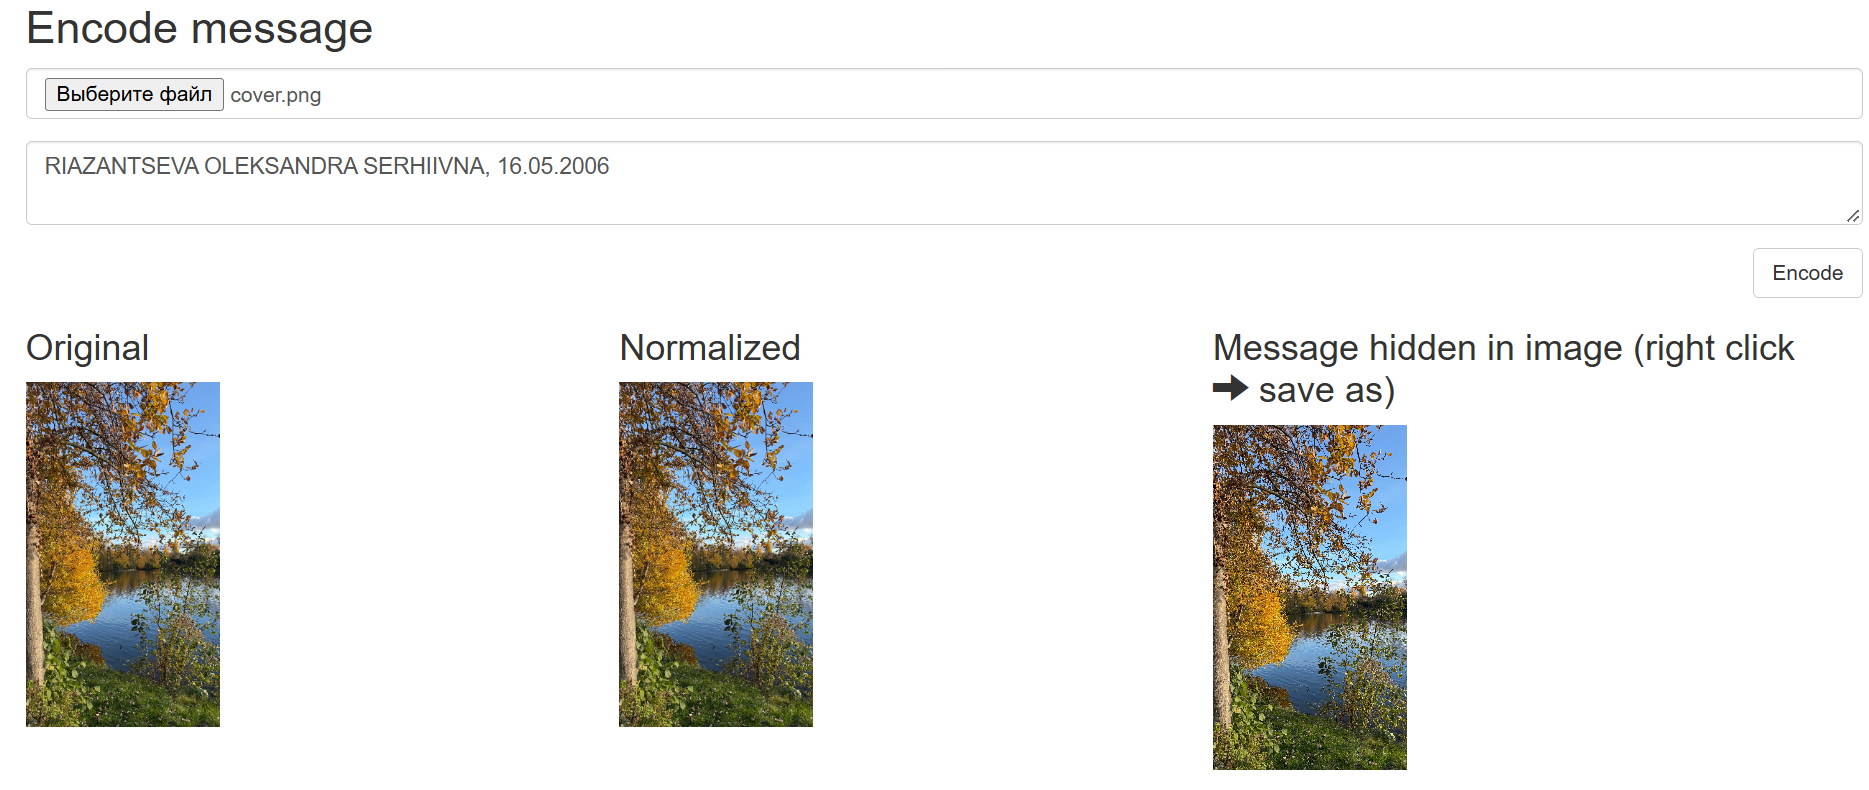 Encode message
Выберите файл cover.png
RIAZANTSEVA OLEKSANDRA SERHIIVNA, 16.05.2006
Encode
Original
Normalized
Message hidden in image (right click
➡ save as)